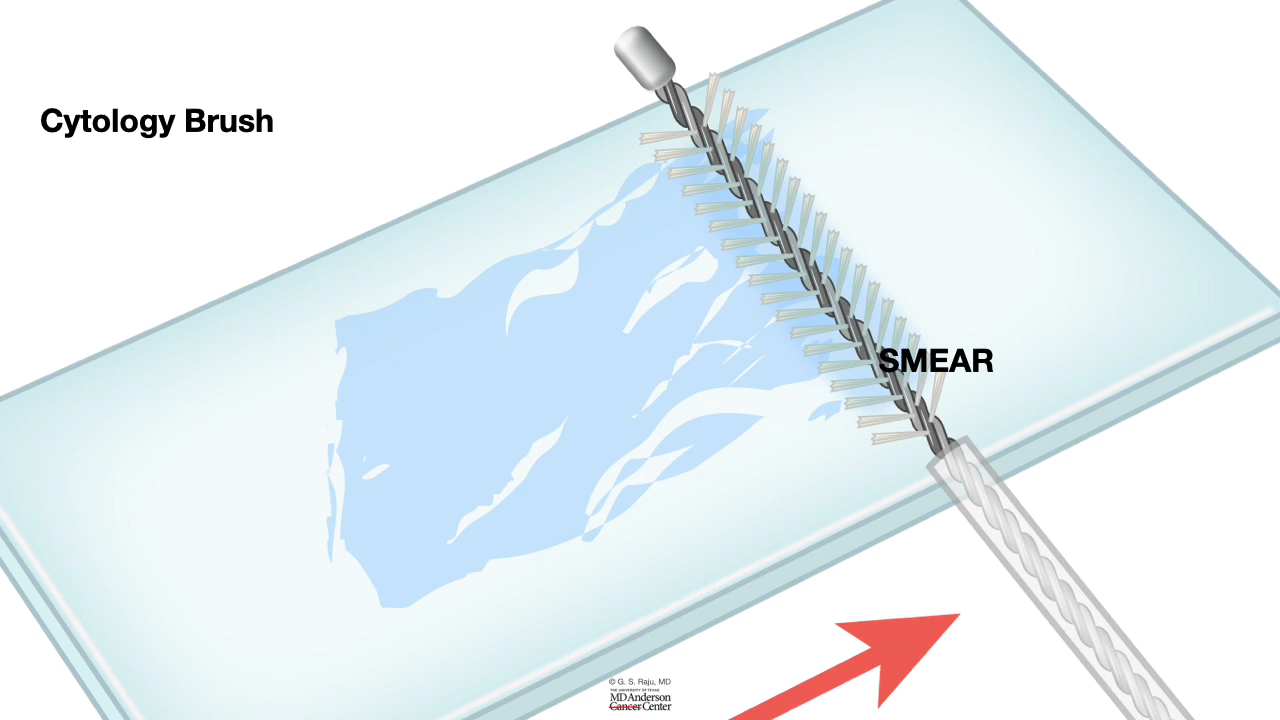 Cytology Brush
SMEAR
© G. S. Raju, MD
THE UNIVERSITY OF TEXAS
MD Anderson
Cancer Center